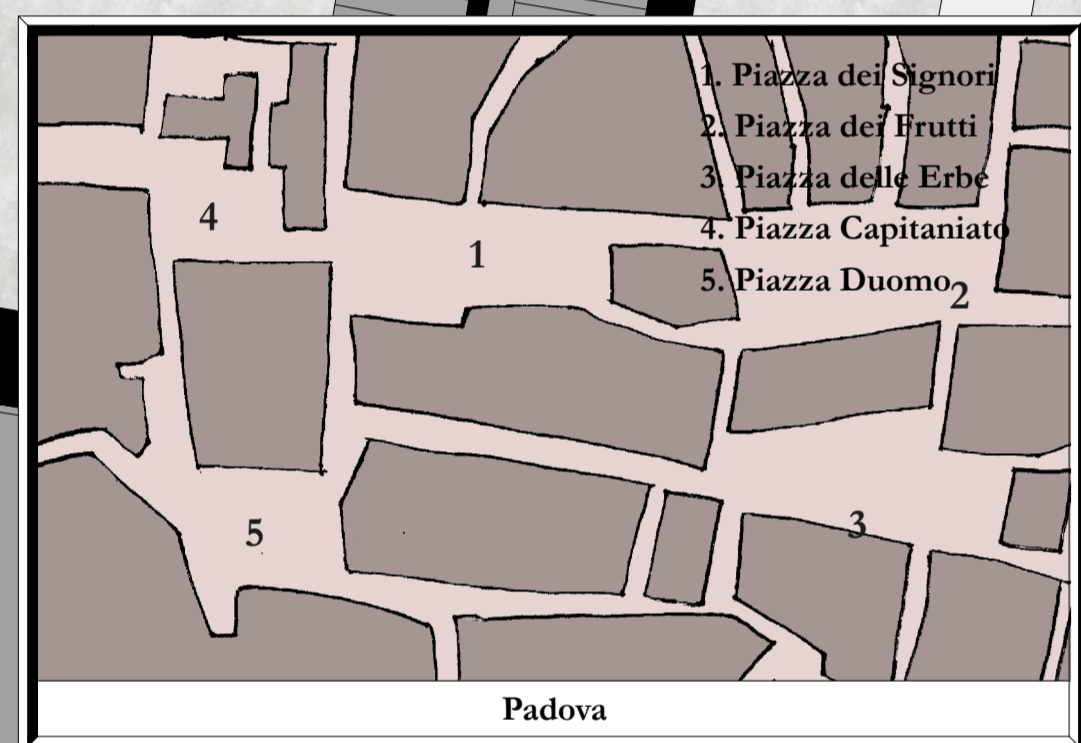 1. Piazza dei Signori
2. Piazza dei Frutti
3. Piazza delle Erbe
4. Piazza Capitaniato
5. Piazza Duomo
4
1
2
5
3
Padova